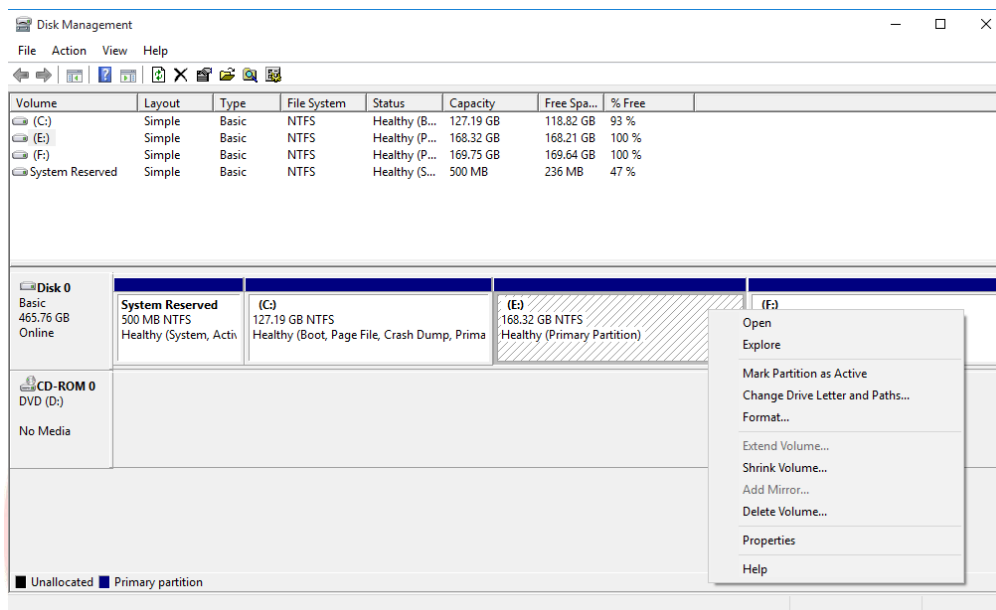 Disk Management
File Action View Help
Volume Layout Type File System Status Capacity Free Spa... % Free
(C:) Simple Basic NTFS Healthy (B... 127.19 GB 118.82 GB 93 %
(E:) Simple Basic NTFS Healthy (P... 168.32 GB 168.21 GB 100 %
(F:) Simple Basic NTFS Healthy (P... 169.75 GB 169.64 GB 100 %
System Reserved Simple Basic NTFS Healthy (S... 500 MB 236 MB 47 %
Disk 0
Basic
465.76 GB
Online
System Reserved
500 MB NTFS
Healthy (System, Activ
(C:)
127.19 GB NTFS
Healthy (Boot, Page File, Crash Dump, Prima
(E:)
168.32 GB NTFS
Healthy (Primary Partition)
(F:)
Open
Explore
Mark Partition as Active
Change Drive Letter and Paths...
Format...
Extend Volume...
Shrink Volume...
Add Mirror...
Delete Volume...
Properties
Help
CD-ROM 0
DVD (D:)
No Media
Unallocated Primary partition